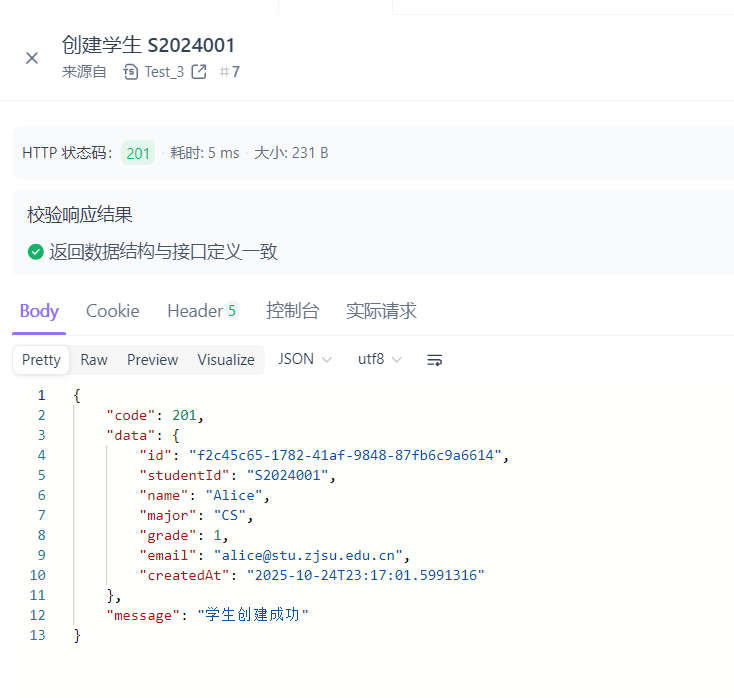 创建学生 S2024001
来源自 TS Test_3 #7
HTTP 状态码： 201 · 耗时: 5 ms · 大小: 231 B
校验响应结果
返回数据结构与接口定义一致
Body Cookie Header 5 控制台 实际请求
Pretty Raw Preview Visualize JSON utf8
1 {
2 "code": 201,
3 "data": {
4 "id": "f2c45c65-1782-41af-9848-87fb6c9a6614",
5 "studentId": "S2024001",
6 "name": "Alice",
7 "major": "CS",
8 "grade": 1,
9 "email": "alice@stu.zjsu.edu.cn",
10 "createdAt": "2025-10-24T23:17:01.5991316"
11 },
12 "message": "学生创建成功"
13 }